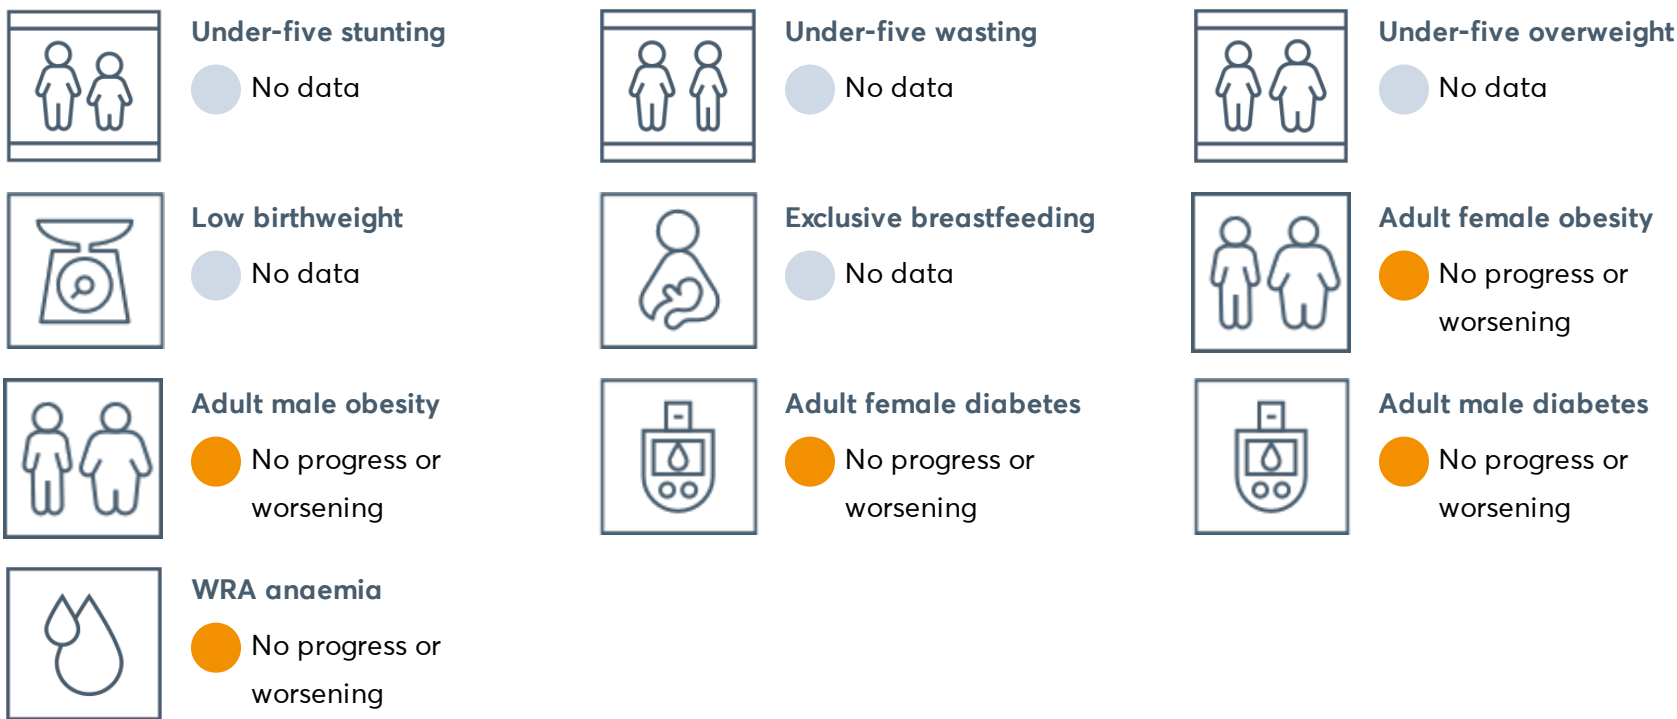 Under-five stunting
No data
Under-five wasting
No data
Under-five overweight
No data
Low birthweight
No data
Exclusive breastfeeding
No data
Adult female obesity
No progress or
worsening
Adult male obesity
No progress or
worsening
Adult female diabetes
No progress or
worsening
Adult male diabetes
No progress or
worsening
WRA anaemia
No progress or
worsening